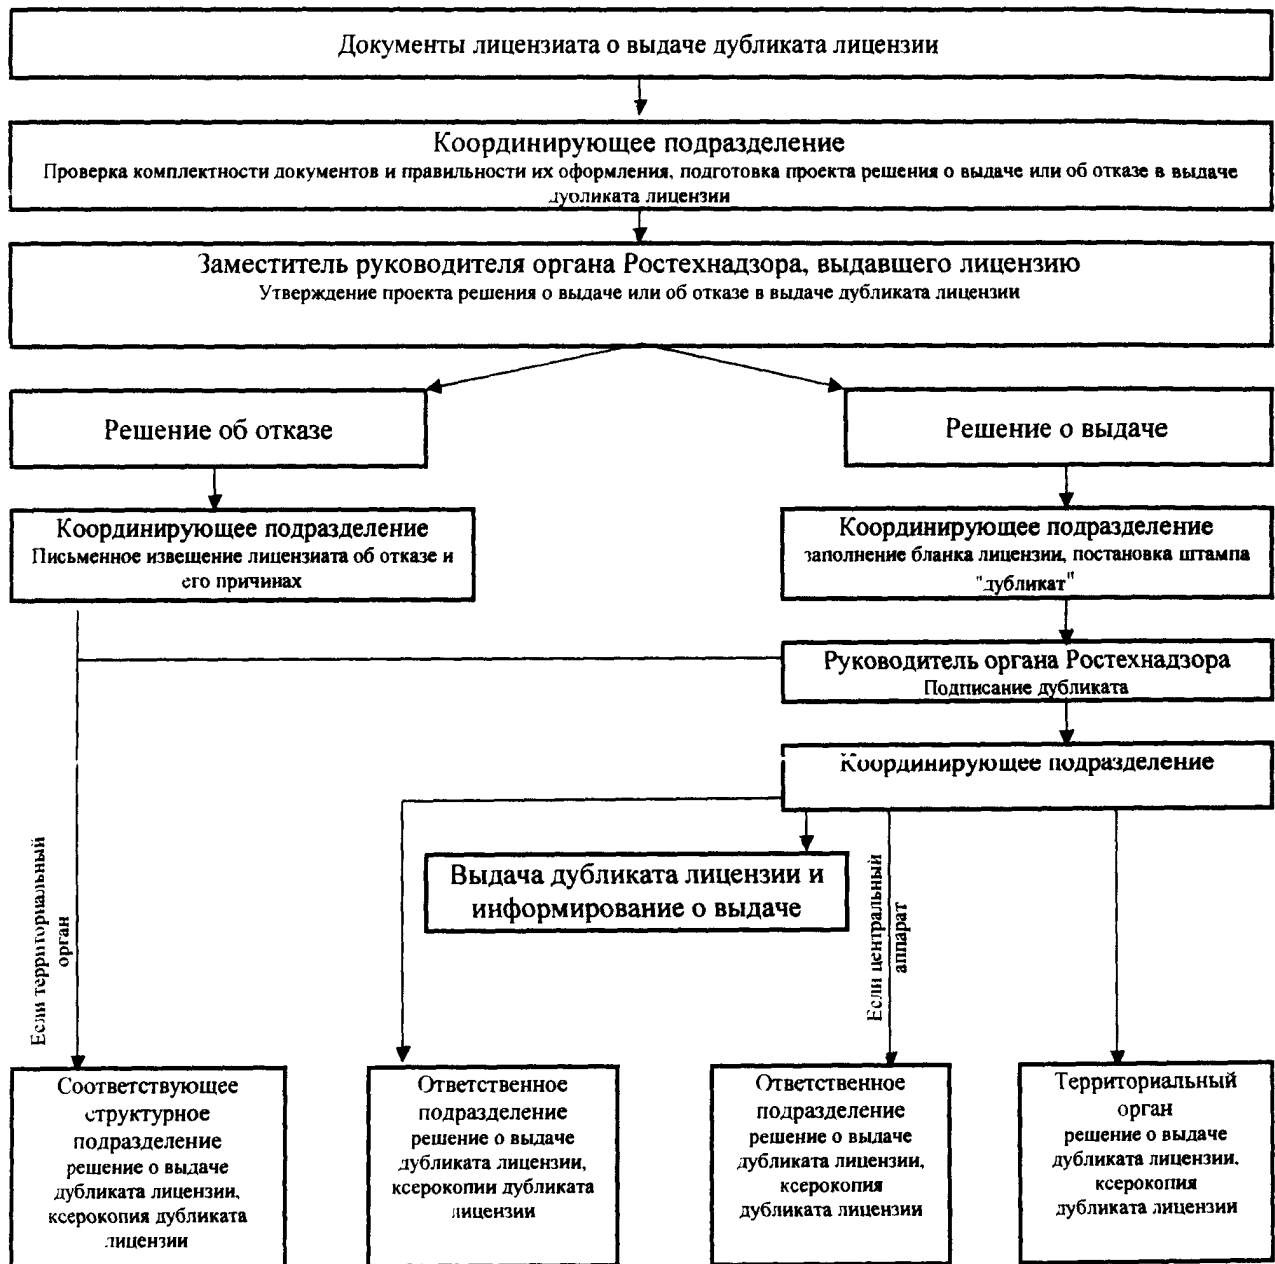 Документы лицензиата о выдаче дубликата лицензии
Координирующее подразделение
Проверка комплектности документов и правильности их оформления, подготовка проекта решения о выдаче или об отказе в выдаче
дубликата лицензии
Заместитель руководителя органа Ростехнадзора, выдавшего лицензию
Утверждение проекта решения о выдаче или об отказе в выдаче дубликата лицензии
Решение об отказе
Решение о выдаче
Координирующее подразделение
Письменное извещение лицензиата об отказе и
его причинах
Координирующее подразделение
заполнение бланка лицензии, постановка штампа
"дубликат"
Руководитель органа Ростехнадзора
Подписание дубликата
Координирующее подразделение
Выдача дубликата лицензии и
информирование о выдаче
Если территориальный
орган
Если центральный
аппарат
Соответствующее
структурное
подразделение
решение о выдаче
дубликата лицензии,
ксерокопия дубликата
лицензии
Ответственное
подразделение
решение о выдаче
дубликата лицензии,
ксерокопии дубликата
лицензии
Ответственное
подразделение
решение о выдаче
дубликата лицензии,
ксерокопия
дубликата лицензии
Территориальный
орган
решение о выдаче
дубликата лицензии,
ксерокопия
дубликата лицензии